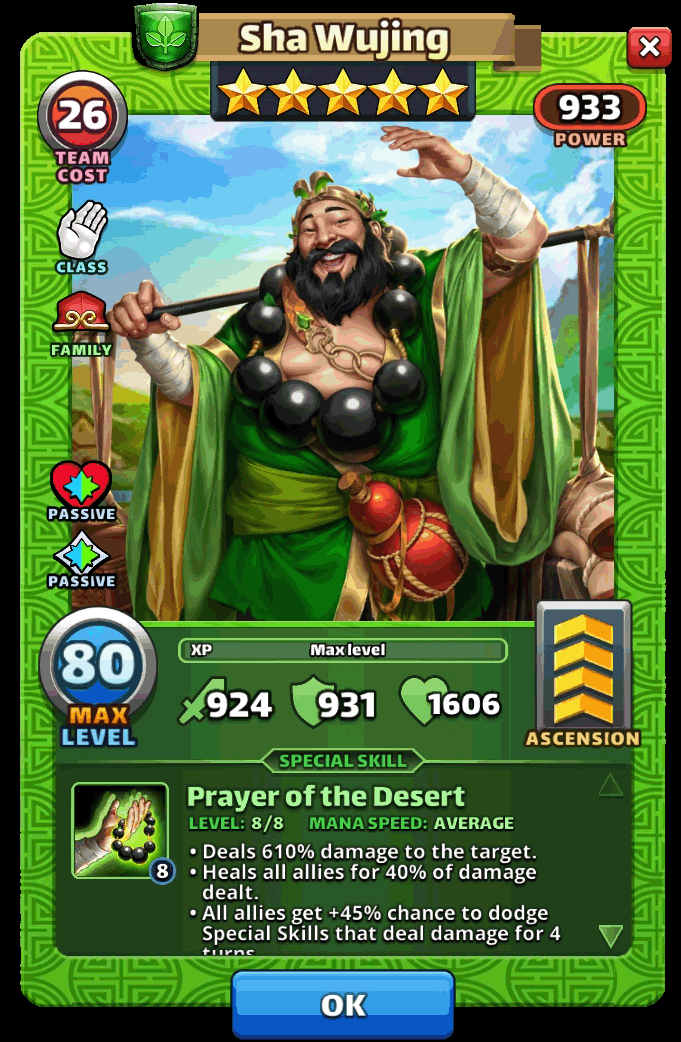 Sha Wujing
26
TEAM
COST
933
POWER
CLASS
FAMILY
PASSIVE
PASSIVE
80
MAX
LEVEL
XP Max level
924 931 1606
ASCENSION
SPECIAL SKILL
Prayer of the Desert
LEVEL: 8/8 MANA SPEED: AVERAGE
8
• Deals 610% damage to the target.
• Heals all allies for 40% of damage
dealt.
• All allies get +45% chance to dodge
Special Skills that deal damage for 4
turns.
OK